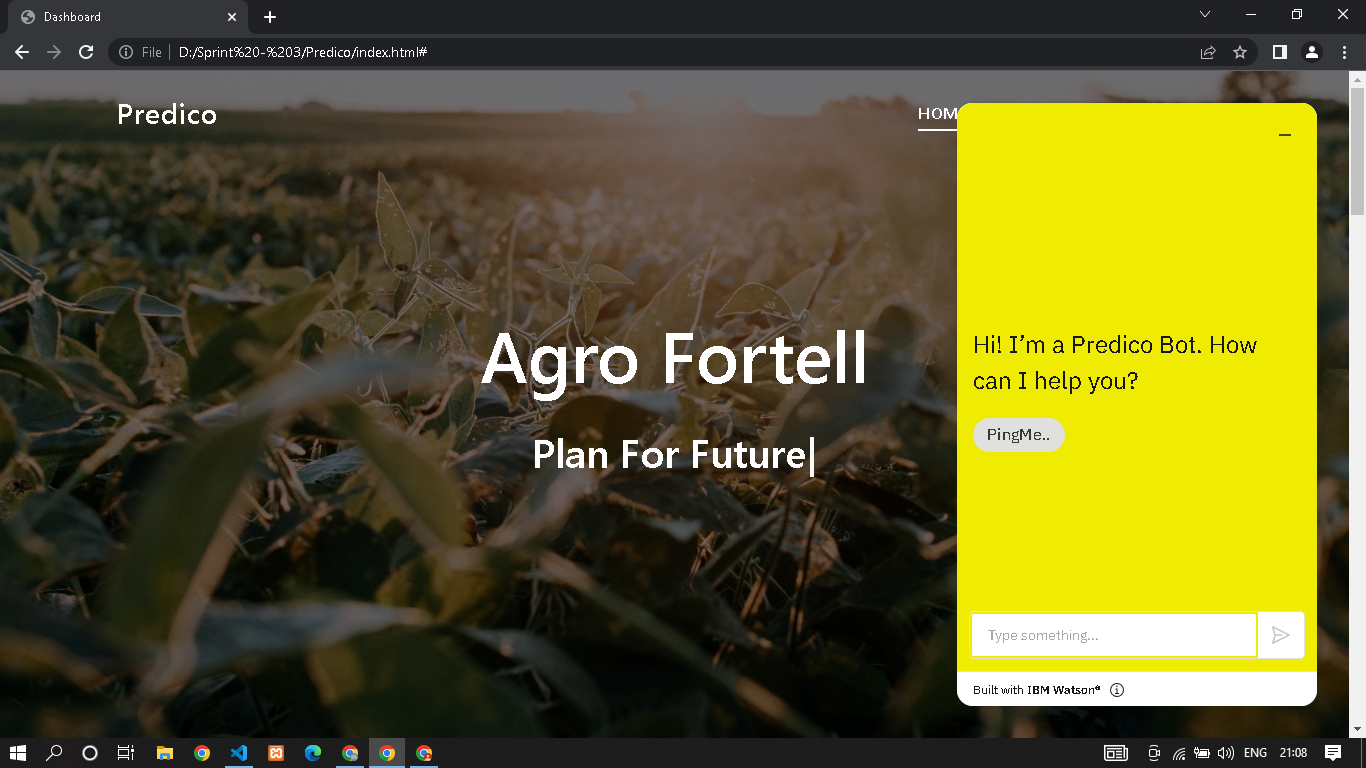 Dashboard
File
D:/Sprint%20-%203/Predico/index.html#
Predico
HOM
Agro Fortell
Plan For Future|
Hi! I’m a Predico Bot. How
can I help you?
PingMe..
Type something...
Built with IBM Watson®
ENG
21:08